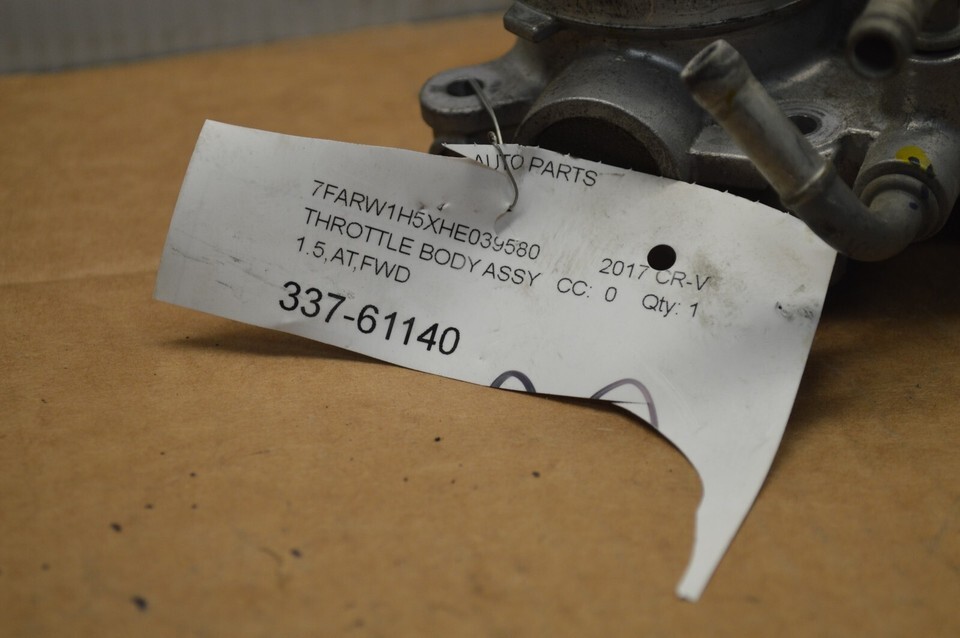 AUTO PARTS
7FARW1H5XHE039580 2017 CR-V
THROTTLE BODY ASSY CC: 0 Qty: 1
1.5,AT,FWD
337-61140